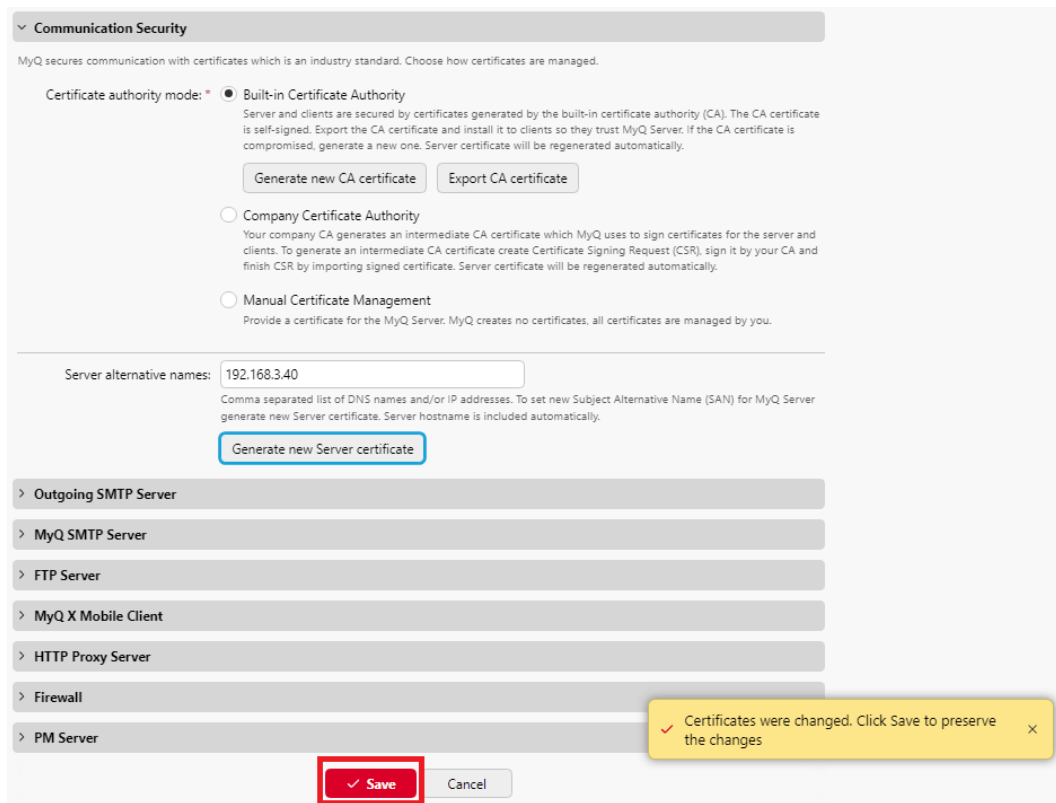 Communication Security
MyQ secures communication with certificates which is an industry standard. Choose how certificates are managed.
Certificate authority mode: * Built-in Certificate Authority
Server and clients are secured by certificates generated by the built-in certificate authority (CA). The CA certificate
is self-signed. Export the CA certificate and install it to clients so they trust MyQ Server. If the CA certificate is
compromised, generate a new one. Server certificate will be regenerated automatically.
Generate new CA certificate Export CA certificate
Company Certificate Authority
Your company CA generates an intermediate CA certificate which MyQ uses to sign certificates for the server and
clients. To generate an intermediate CA certificate create Certificate Signing Request (CSR), sign it by your CA and
finish CSR by importing signed certificate. Server certificate will be regenerated automatically.
Manual Certificate Management
Provide a certificate for the MyQ Server. MyQ creates no certificates, all certificates are managed by you.
Server alternative names: 192.168.3.40
Comma separated list of DNS names and/or IP addresses. To set new Subject Alternative Name (SAN) for MyQ Server
generate new Server certificate. Server hostname is included automatically.
Generate new Server certificate
Outgoing SMTP Server
MyQ SMTP Server
FTP Server
MyQ X Mobile Client
HTTP Proxy Server
Firewall
PM Server
Certificates were changed. Click Save to preserve
the changes
Save Cancel